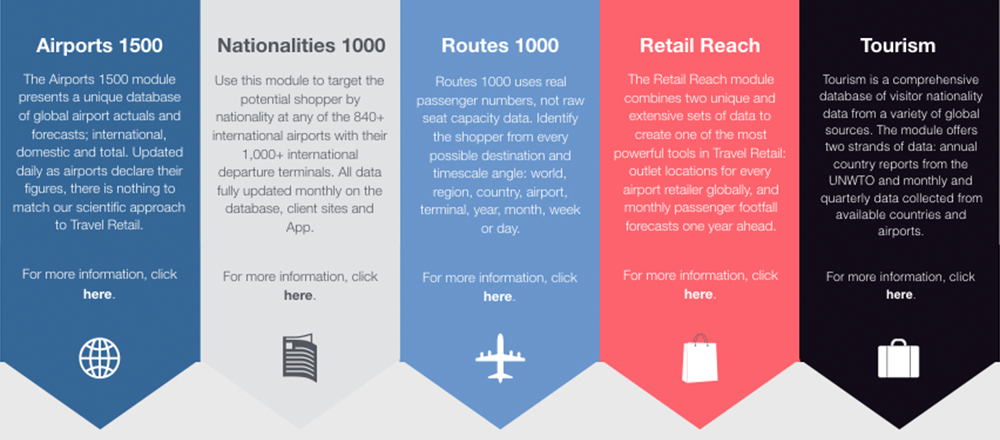 Airports 1500
The Airports 1500 module
presents a unique database
of global airport actuals and
forecasts; international,
domestic and total. Updated
daily as airports declare their
figures, there is nothing to
match our scientific approach
to Travel Retail.
For more information, click
here.
Nationalities 1000
Use this module to target the
potential shopper by
nationality at any of the 840+
international airports with their
1,000+ international
departure terminals. All data
fully updated monthly on the
database, client sites and
App.
For more information, click
here.
Routes 1000
Routes 1000 uses real
passenger numbers, not raw
seat capacity data. Identify
the shopper from every
possible destination and
timescale angle: world,
region, country, airport,
terminal, year, month, week
or day.
For more information, click
here.
Retail Reach
The Retail Reach module
combines two unique and
extensive sets of data to
create one of the most
powerful tools in Travel Retail:
outlet locations for every
airport retailer globally, and
monthly passenger footfall
forecasts one year ahead.
For more information, click
here.
Tourism
Tourism is a comprehensive
database of visitor nationality
data from a variety of global
sources. The module offers
two strands of data: annual
country reports from the
UNWTO and monthly and
quarterly data collected from
available countries and
airports.
For more information, click
here.